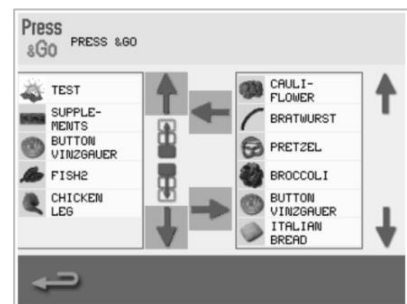 Press
&Go
PRESS &GO
TEST
SUPPLE-
MENTS
BUTTON
VINZGAUER
FISH2
CHICKEN
LEG
CAULI-
FLOWER
BRATWURST
PRETZEL
BROCCOLI
BUTTON
VINZGAUER
ITALIAN
BREAD